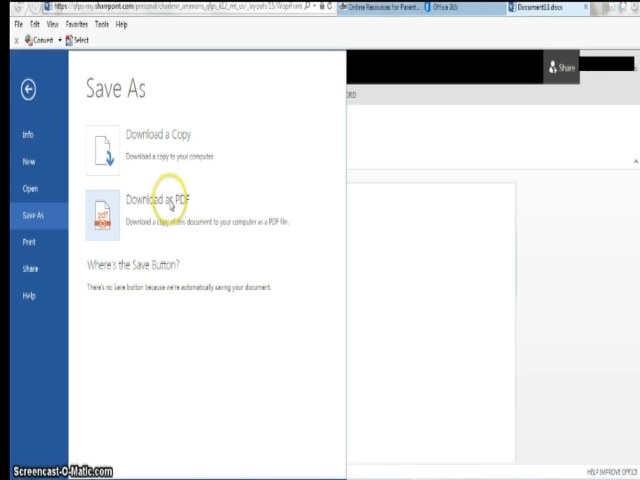 Online Resources for Parent...
Office 365
Document13.docx
File Edit View Favorites Tools Help
x Convert Select
Share
Save As
Download a Copy
Download a copy to your computer.
Info
New
Open
Save As
Print
Share
Help
Download as PDF
pdf
Download a copy of this document to your computer as a PDF file.
Where's the Save Button?
There's no Save button because we're automatically saving your document.
Screencast-O-Matic.com
HELP IMPROVE OFFICE